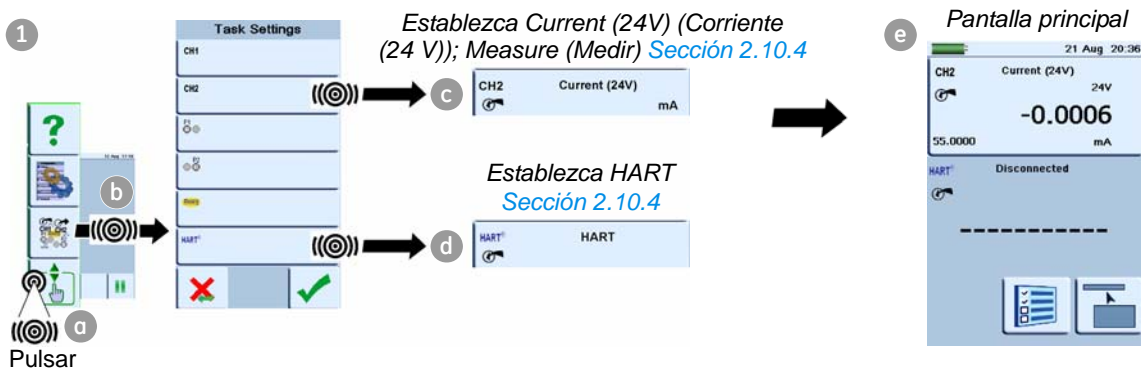 1
Task Settings
CH1
CH2
P1
P2
HART®
?
b
a
Pulsar
Establezca Current (24V) (Corriente
(24 V)); Measure (Medir) Sección 2.10.4
c
CH2 Current (24V)
mA
Establezca HART
Sección 2.10.4
d
HART® HART
Pantalla principal
e
21 Aug 20:36
CH2 Current (24V)
24V
-0.0006
55.0000 mA
HART® Disconnected
-----------